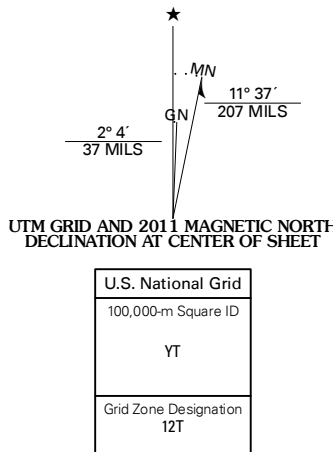 ★
MN
11° 37´
207 MILS
GN
2° 4´
37 MILS
UTM GRID AND 2011 MAGNETIC NORTH
DECLINATION AT CENTER OF SHEET
U.S. National Grid
100,000-m Square ID
YT
Grid Zone Designation
12T